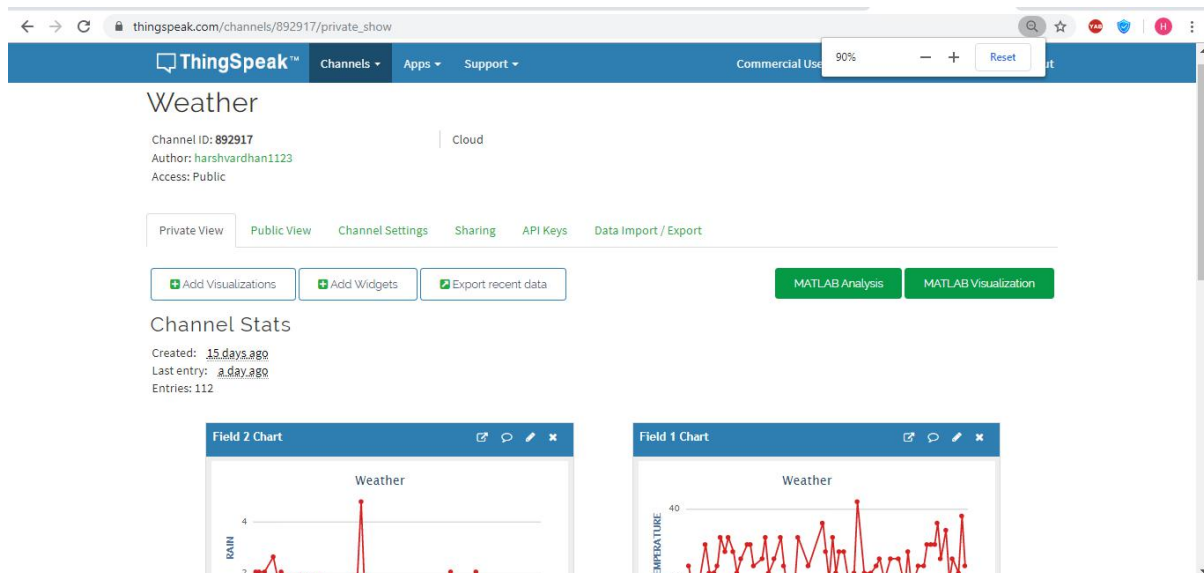 thingspeak.com/channels/892917/private_show
ThingSpeak™ Channels Apps Support Commercial Use
90% − + Reset
Weather
Channel ID: 892917 Cloud
Author: harshvardhan1123
Access: Public
Private View Public View Channel Settings Sharing API Keys Data Import / Export
Add Visualizations Add Widgets Export recent data MATLAB Analysis MATLAB Visualization
Channel Stats
Created: 15 days ago
Last entry: a day ago
Entries: 112
Field 2 Chart Field 1 Chart
Weather Weather
4 40
RAIN
2